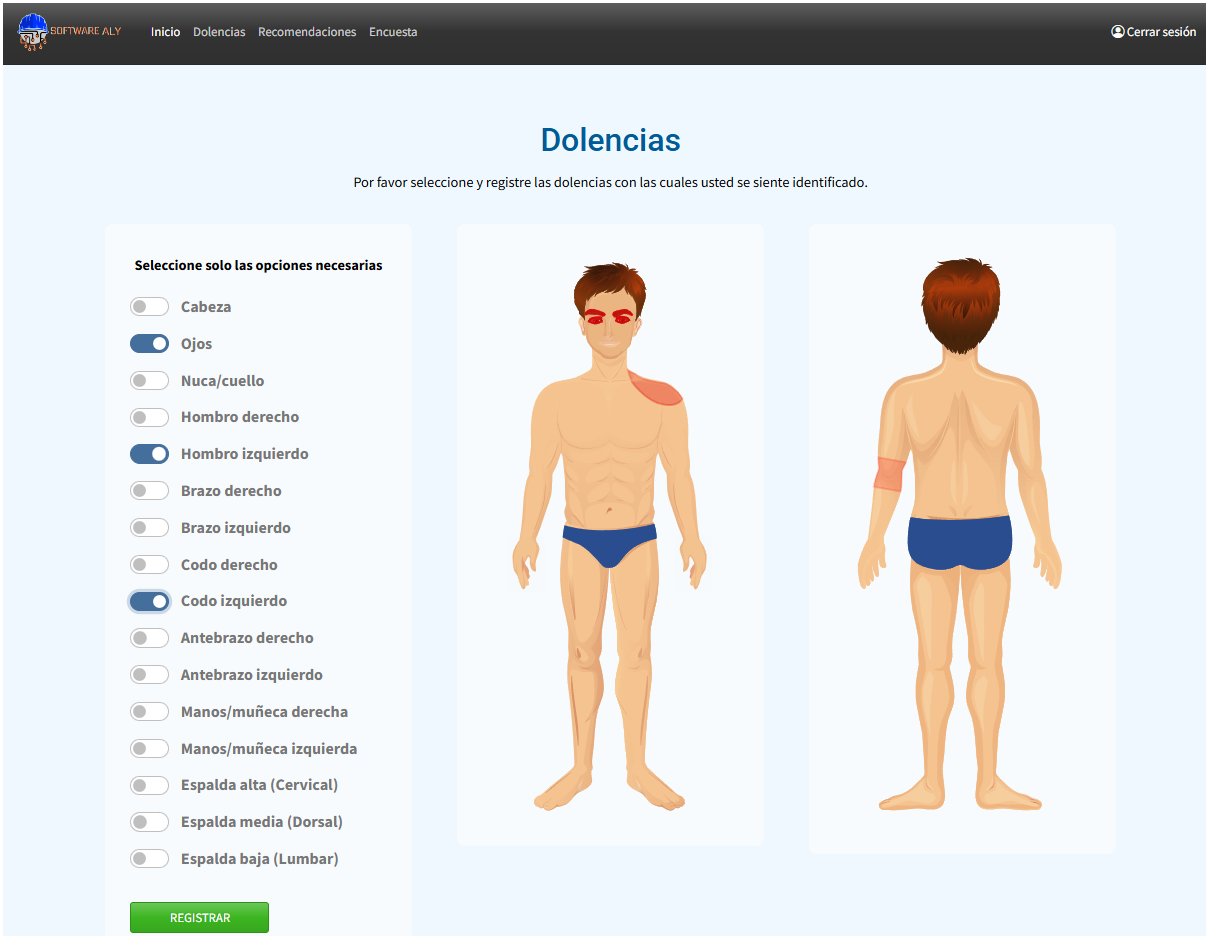 SOFTWARE ALY
Inicio Dolencias Recomendaciones Encuesta
Cerrar sesión
Dolencias
Por favor seleccione y registre las dolencias con las cuales usted se siente identificado.
Seleccione solo las opciones necesarias
Cabeza
Ojos
Nuca/cuello
Hombro derecho
Hombro izquierdo
Brazo derecho
Brazo izquierdo
Codo derecho
Codo izquierdo
Antebrazo derecho
Antebrazo izquierdo
Manos/muñeca derecha
Manos/muñeca izquierda
Espalda alta (Cervical)
Espalda media (Dorsal)
Espalda baja (Lumbar)
REGISTRAR